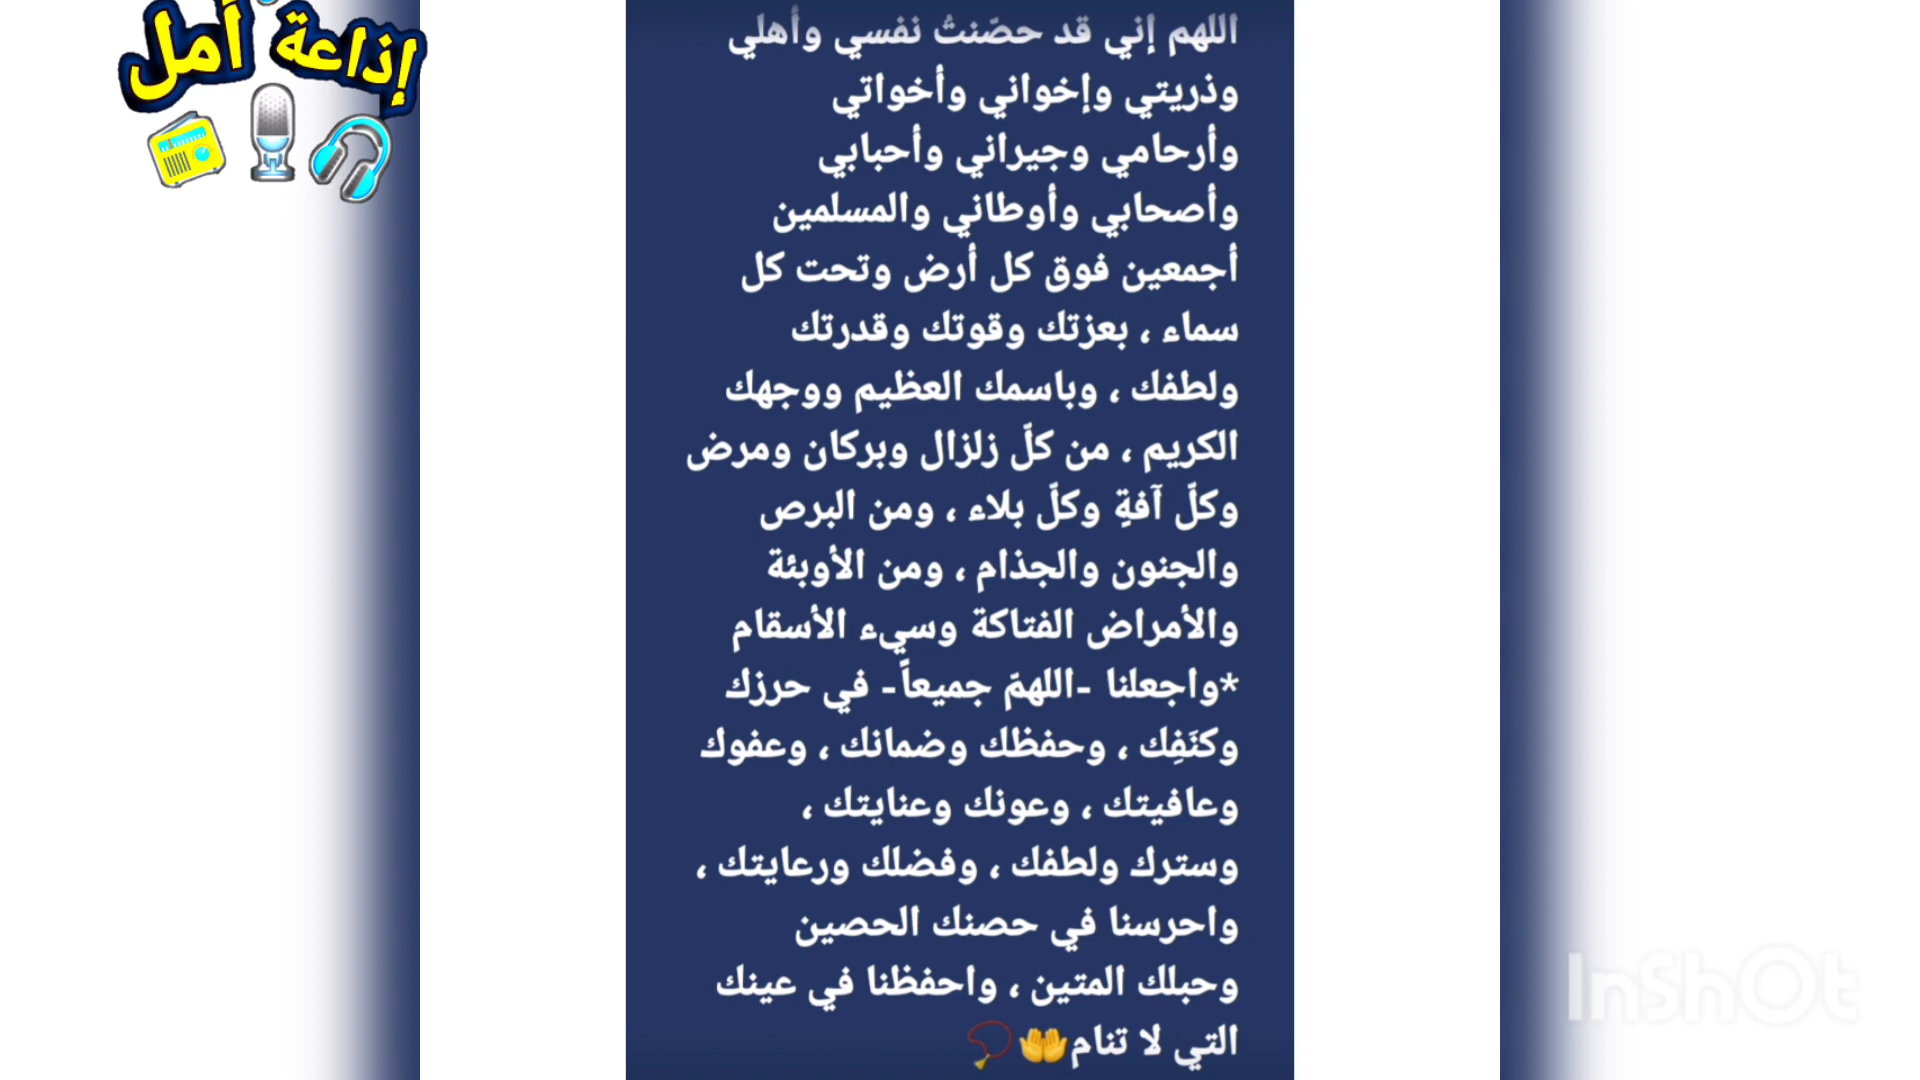 إذاعة أمل
اللهم إني قد حصّنتُ نفسي وأهلي
وذريتي وإخواني وأخواتي
وأرحامي وجيراني وأحبابي
وأصحابي وأوطاني والمسلمين
أجمعين فوق كل أرض وتحت كل
سماء ، بعزتك وقوتك وقدرتك
ولطفك ، وباسمك العظيم ووجهك
الكريم ، من كلّ زلزال وبركان ومرض
وكلّ آفةٍ وكلّ بلاء ، ومن البرص
والجنون والجذام ، ومن الأوبئة
والأمراض الفتاكة وسيء الأسقام
*واجعلنا -اللهمّ جميعاً- في حرزك
وكنَفِك ، وحفظك وضمانك ، وعفوك
وعافيتك ، وعونك وعنايتك ،
وسترك ولطفك ، وفضلك ورعايتك ،
واحرسنا في حصنك الحصين
وحبلك المتين ، واحفظنا في عينك
التي لا تنام🤲📿
InShOt